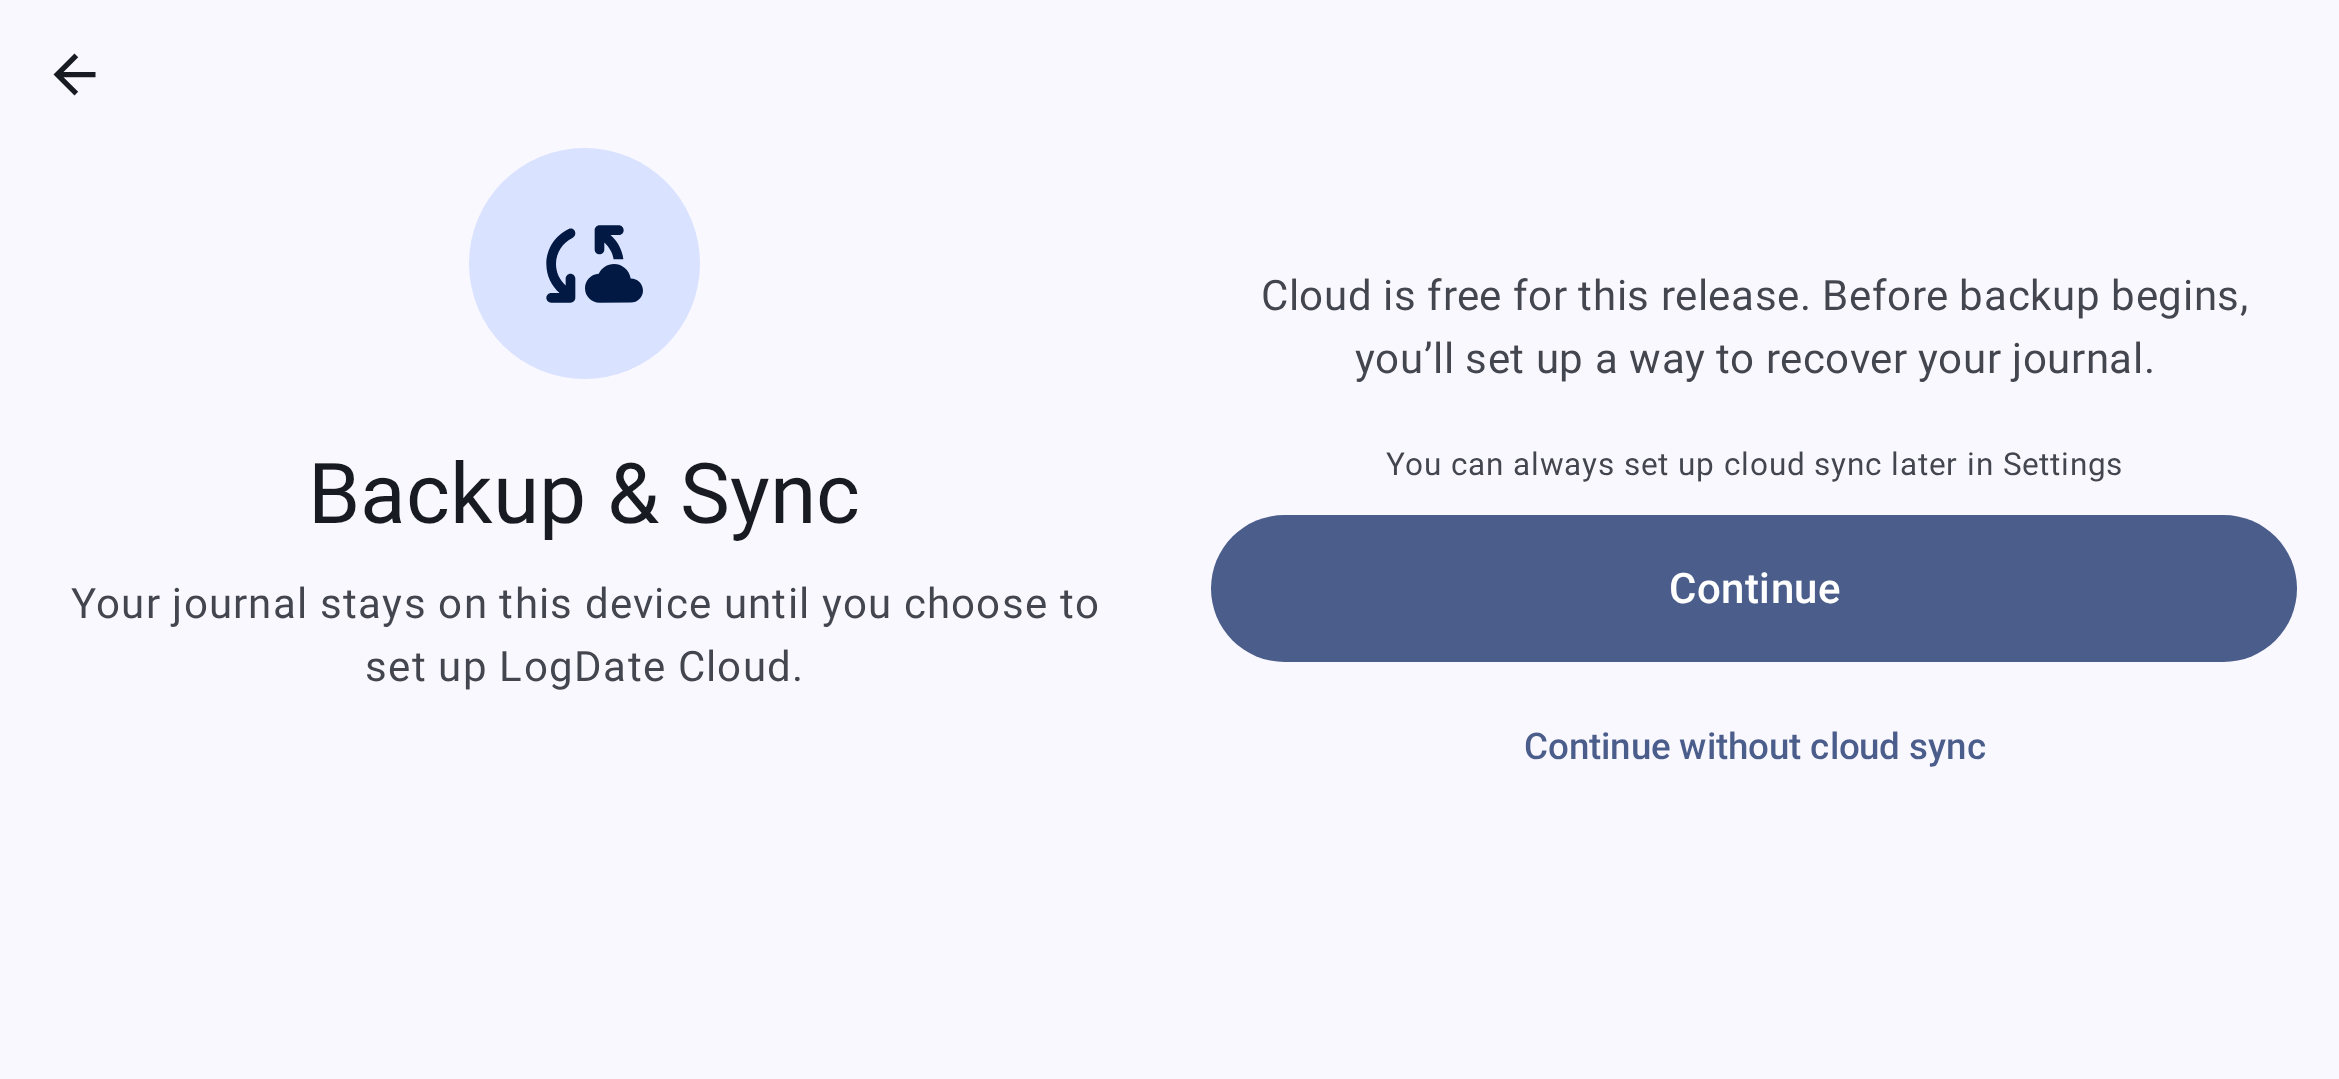 Backup & Sync
Your journal stays on this device until you choose to
set up LogDate Cloud.
Cloud is free for this release. Before backup begins,
you’ll set up a way to recover your journal.
You can always set up cloud sync later in Settings
Continue
Continue without cloud sync